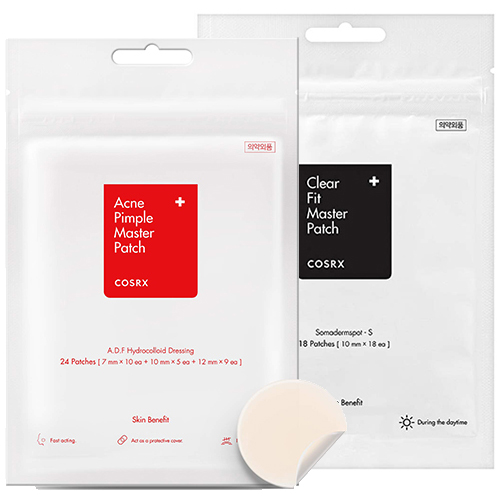 의약외품
Acne
Pimple
Master
Patch
COSRX
A.D.F Hydrocolloid Dressing
24 Patches [ 7 mm × 10 ea + 10 mm × 5 ea + 12 mm × 9 ea ]
Skin Benefit
Fast acting.
Act as a protective cover.
의약외품
Clear
Fit
Master
Patch
COSRX
Somadermspot - S
18 Patches [ 10 mm × 18 ea ]
Benefit
During the daytime